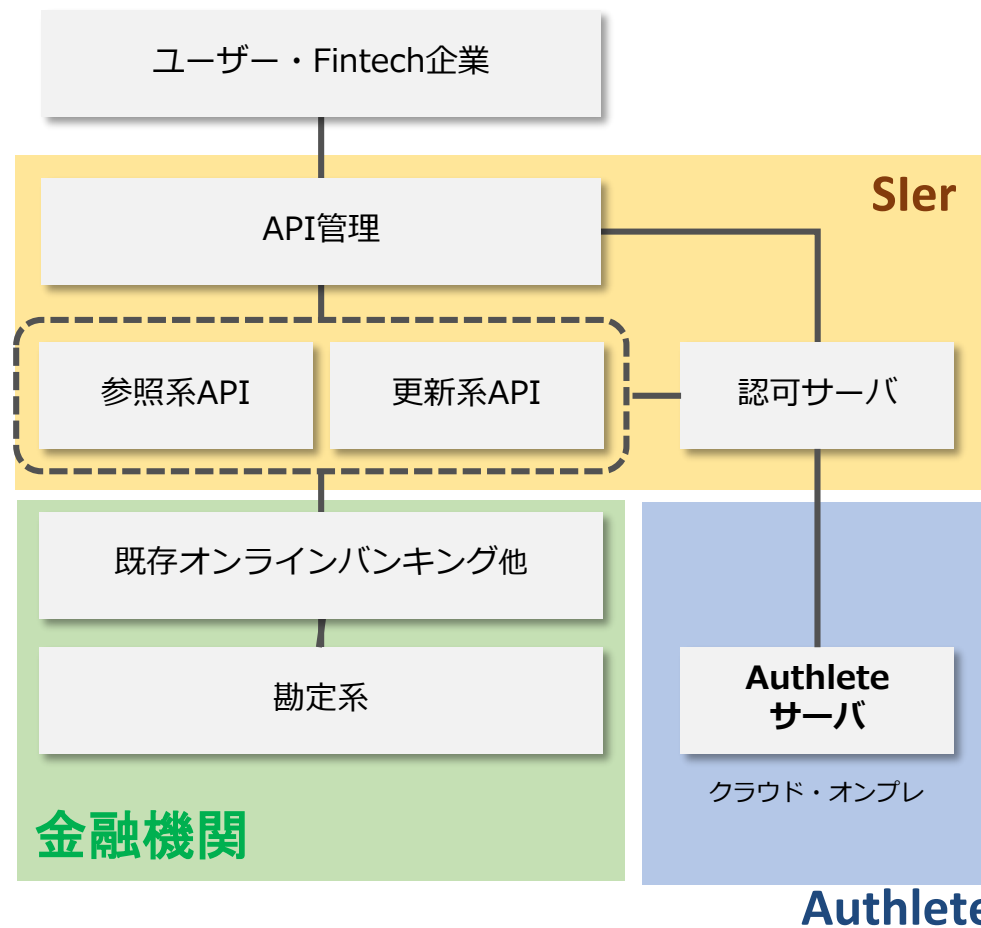 ユーザー・Fintech企業
SIer
API管理
参照系API
更新系API
認可サーバ
既存オンラインバンキング他
勘定系
金融機関
Authlete
サーバ
クラウド・オンプレ
Authlete